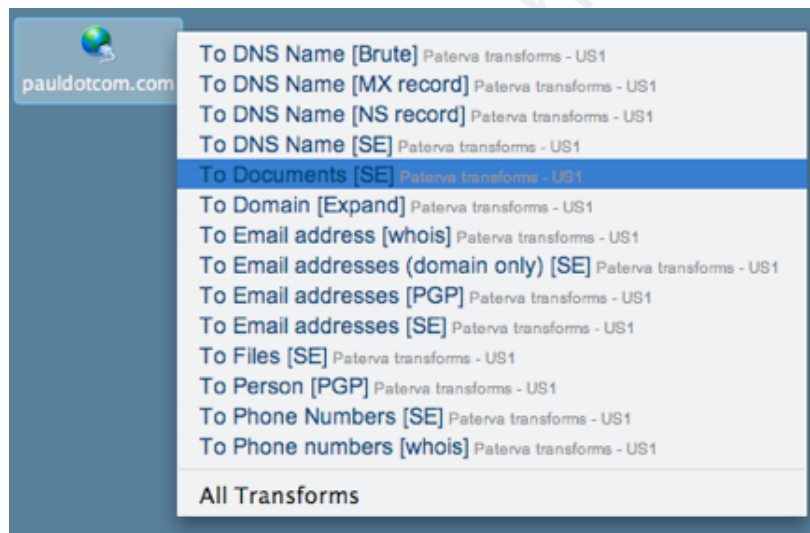 pauldotcom.com
To DNS Name [Brute] Paterva transforms - US1
To DNS Name [MX record] Paterva transforms - US1
To DNS Name [NS record] Paterva transforms - US1
To DNS Name [SE] Paterva transforms - US1
To Documents [SE] Paterva transforms - US1
To Domain [Expand] Paterva transforms - US1
To Email address [whois] Paterva transforms - US1
To Email addresses (domain only) [SE] Paterva transforms - US1
To Email addresses [PGP] Paterva transforms - US1
To Email addresses [SE] Paterva transforms - US1
To Files [SE] Paterva transforms - US1
To Person [PGP] Paterva transforms - US1
To Phone Numbers [SE] Paterva transforms - US1
To Phone numbers [whois] Paterva transforms - US1
All Transforms